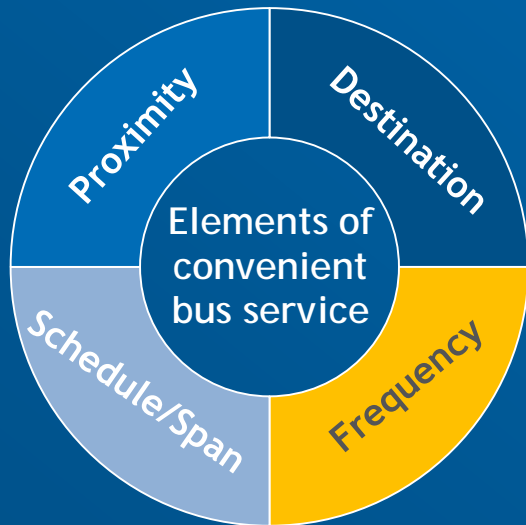 Proximity
Destination
Elements of
convenient
bus service
Schedule/Span
Frequency